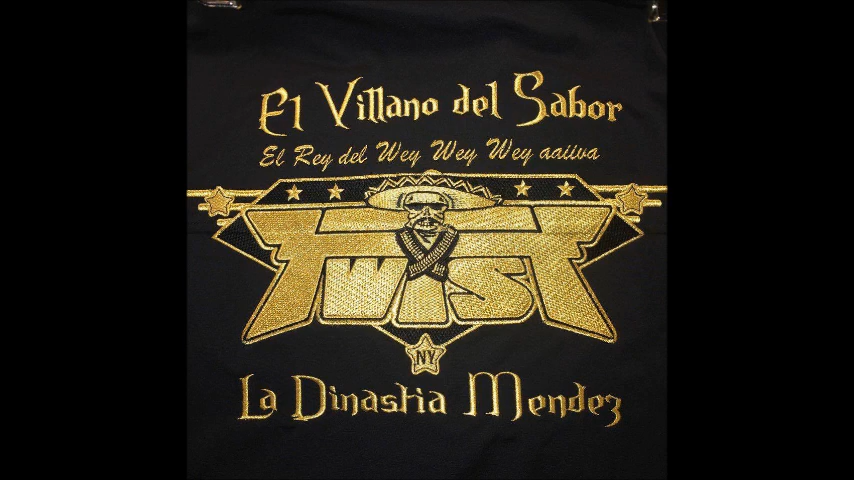 El Villano del Sabor
El Rey del Wey Wey Wey aaiiva
TWIST
NY
La Dinastia Mendez